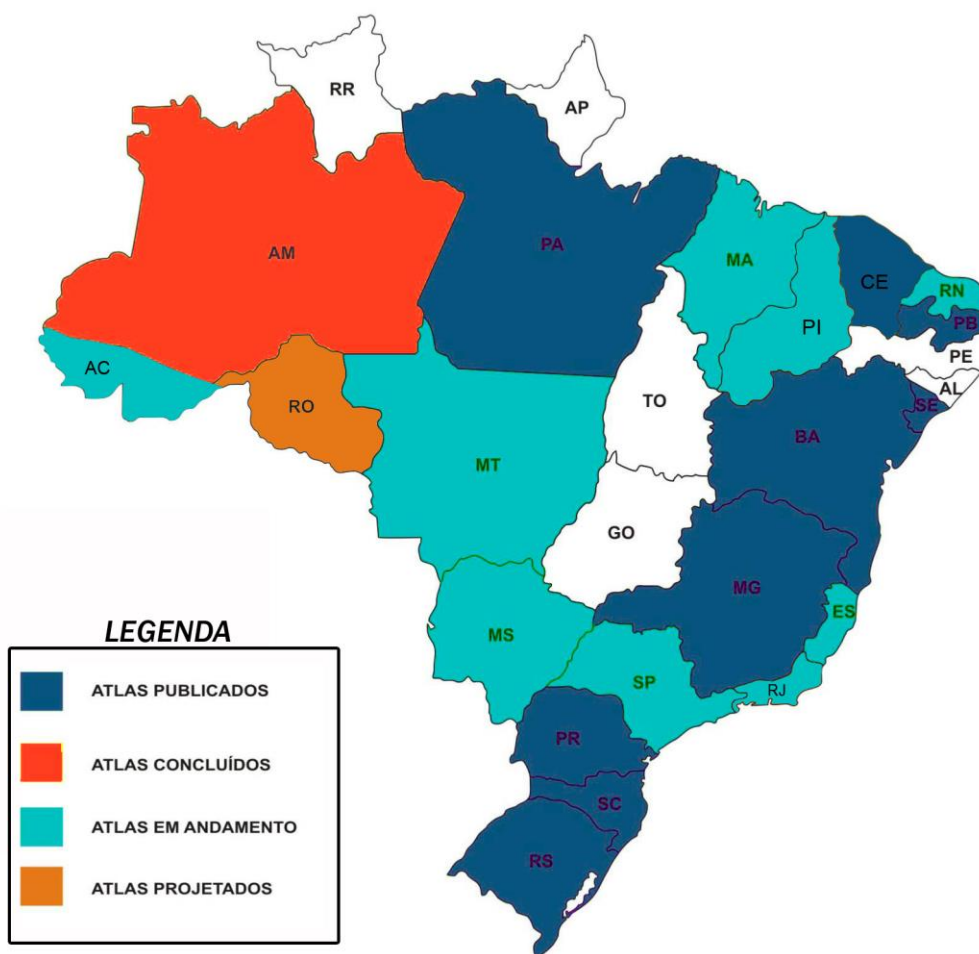 RR
AP
AM
PA
MA
CE
RN
PI
PB
PE
AC
AL
RO
TO
SE
BA
MT
GO
MG
ES
MS
SP
RJ
PR
SC
RS
LEGENDA
ATLAS PUBLICADOS
ATLAS CONCLUÍDOS
ATLAS EM ANDAMENTO
ATLAS PROJETADOS